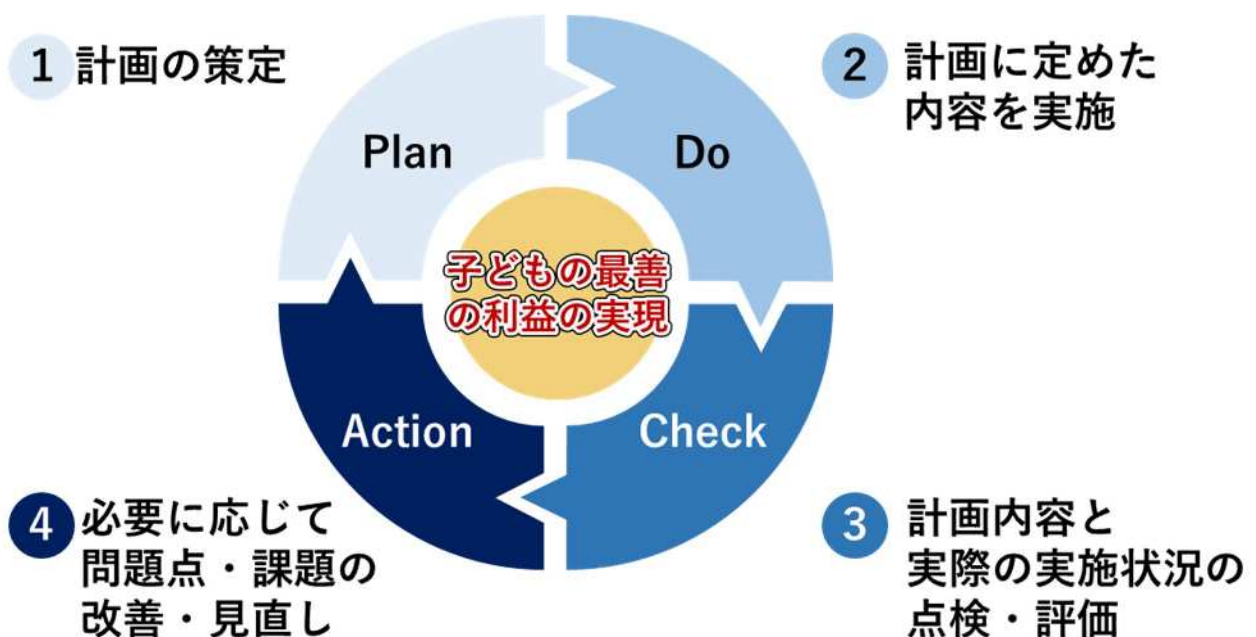 1 計画の策定
Plan
2 計画に定めた
内容を実施
Do
子どもの最善
の利益の実現
Check
3 計画内容と
実際の実施状況の
点検・評価
Action
4 必要に応じて
問題点・課題の
改善・見直し